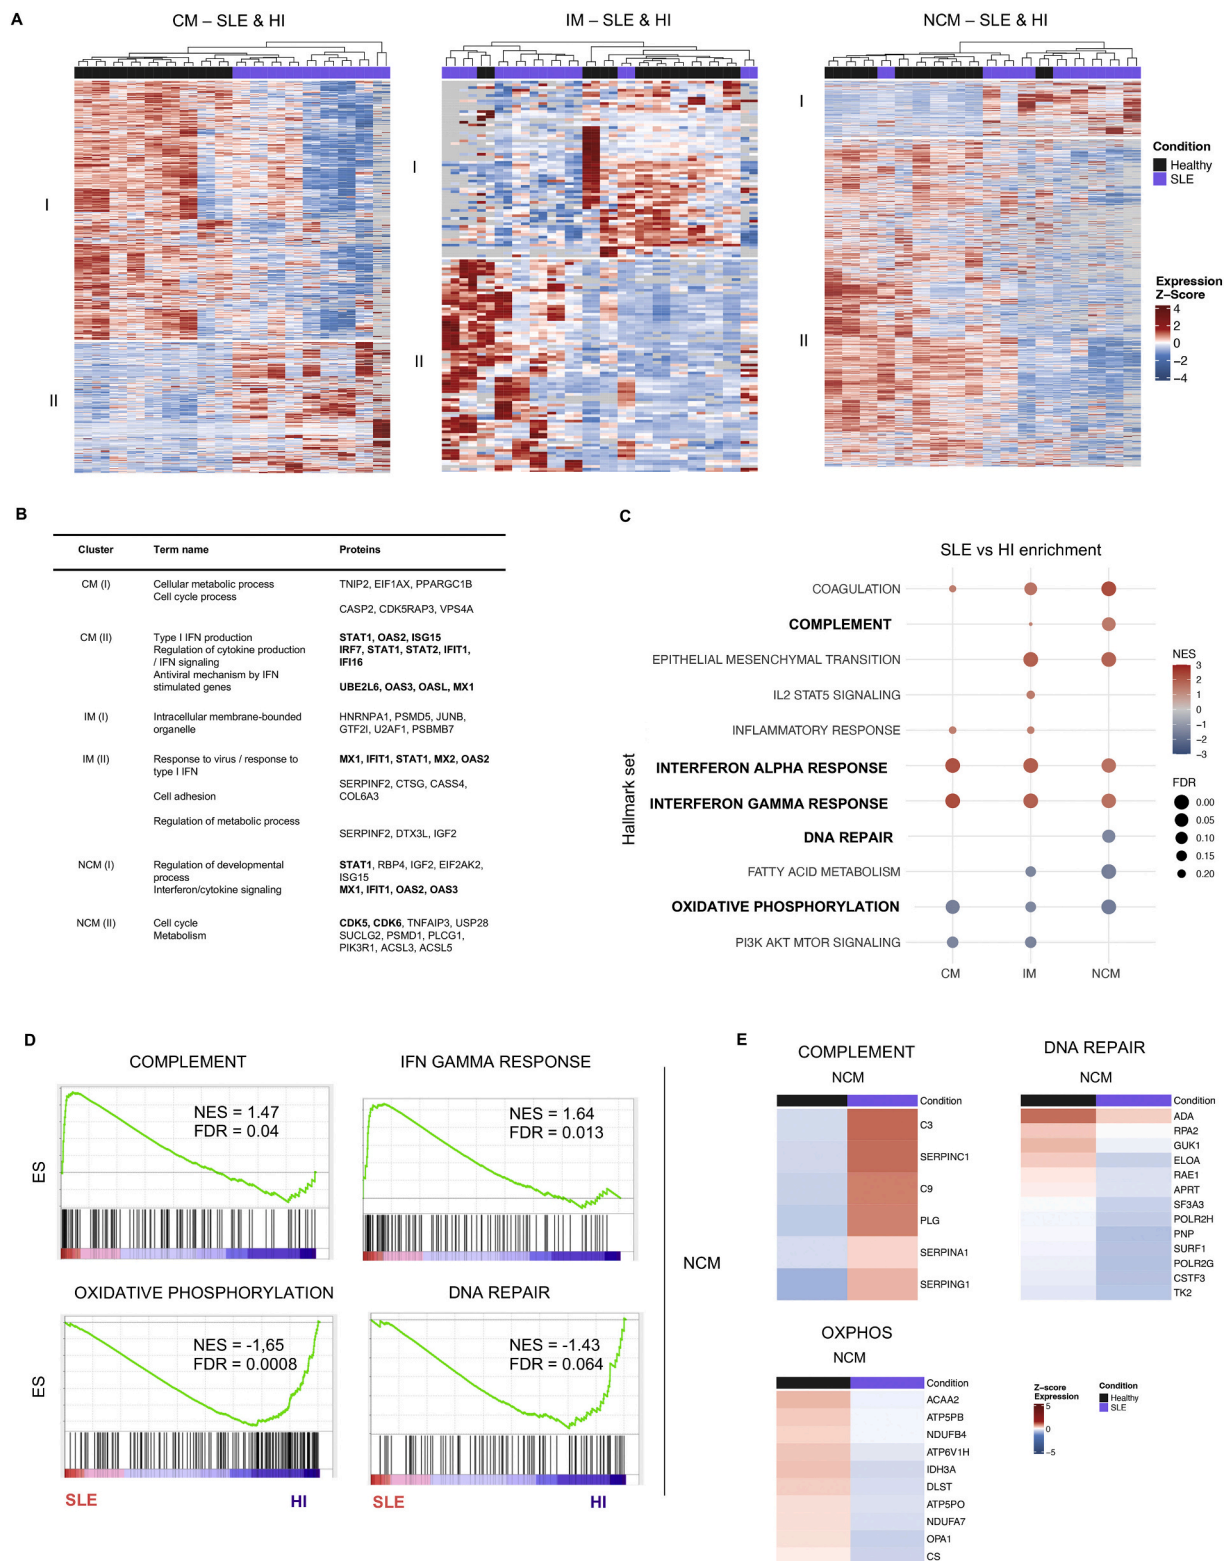 A
CM – SLE & HI
IM – SLE & HI
NCM – SLE & HI
I
II
I
II
I
II
Condition
Healthy
SLE
Expression
Z–Score
4
2
0
−2
−4
B
Cluster Term name Proteins
CM (I) Cellular metabolic process TNIP2, EIF1AX, PPARGC1B
Cell cycle process
CASP2, CDK5RAP3, VPS4A
CM (II) Type I IFN production STAT1, OAS2, ISG15
Regulation of cytokine production IRF7, STAT1, STAT2, IFIT1,
/ IFN signaling IFI16
Antiviral mechanism by IFN
stimulated genes UBE2L6, OAS3, OASL, MX1
IM (I) Intracellular membrane-bounded HNRNPA1, PSMD5, JUNB,
organelle GTF2I, U2AF1, PSBMB7
IM (II) Response to virus / response to MX1, IFIT1, STAT1, MX2, OAS2
type I IFN
SERPINF2, CTSG, CASS4,
Cell adhesion COL6A3
Regulation of metabolic process
SERPINF2, DTX3L, IGF2
NCM (I) Regulation of developmental STAT1, RBP4, IGF2, EIF2AK2,
process ISG15
Interferon/cytokine signaling MX1, IFIT1, OAS2, OAS3
NCM (II) Cell cycle CDK5, CDK6, TNFAIP3, USP28
Metabolism SUCLG2, PSMD1, PLCG1,
PIK3R1, ACSL3, ACSL5
C
SLE vs HI enrichment
Hallmark set
COAGULATION
COMPLEMENT
EPITHELIAL MESENCHYMAL TRANSITION
IL2 STAT5 SIGNALING
INFLAMMATORY RESPONSE
INTERFERON ALPHA RESPONSE
INTERFERON GAMMA RESPONSE
DNA REPAIR
FATTY ACID METABOLISM
OXIDATIVE PHOSPHORYLATION
PI3K AKT MTOR SIGNALING
CM IM NCM
NES
3
2
1
0
−1
−2
−3
FDR
0.00
0.05
0.10
0.15
0.20
D
COMPLEMENT
NES = 1.47
FDR = 0.04
IFN GAMMA RESPONSE
NES = 1.64
FDR = 0.013
ES
OXIDATIVE PHOSPHORYLATION
NES = -1,65
FDR = 0.0008
DNA REPAIR
NES = -1.43
FDR = 0.064
ES
SLE HI SLE HI
NCM
E
COMPLEMENT
NCM
Condition
C3
SERPINC1
C9
PLG
SERPINA1
SERPING1
DNA REPAIR
NCM
Condition
ADA
RPA2
GUK1
ELOA
RAE1
APRT
SF3A3
POLR2H
PNP
SURF1
POLR2G
CSTF3
TK2
OXPHOS
NCM
Condition
ACAA2
ATP5PB
NDUFB4
ATP6V1H
IDH3A
DLST
ATP5PO
NDUFA7
OPA1
CS
Z−score
Expression
5
0
−5
Condition
Healthy
SLE